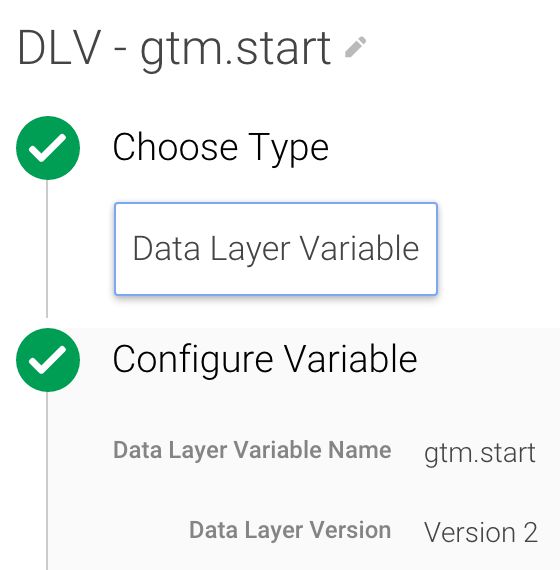 DLV - gtm.start
Choose Type
Data Layer Variable
Configure Variable
Data Layer Variable Name gtm.start
Data Layer Version Version 2